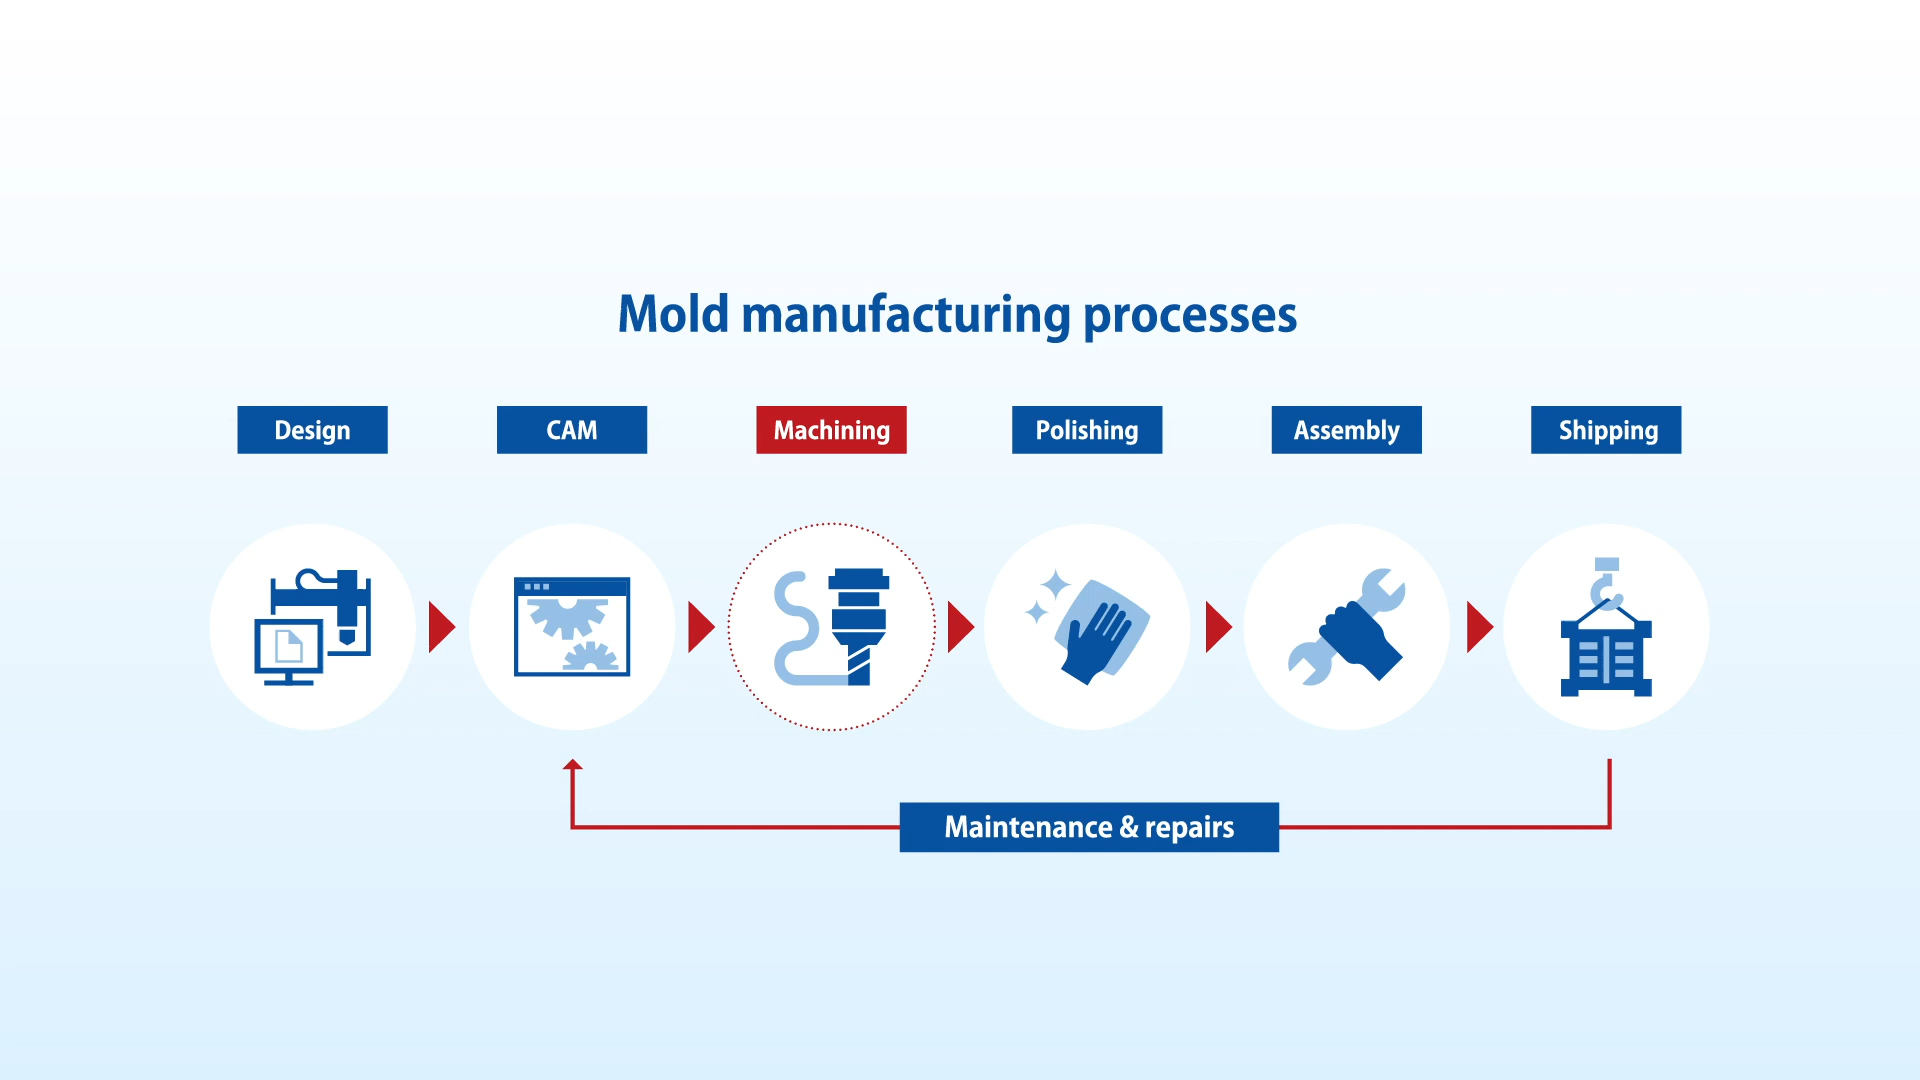 Mold manufacturing processes
Design
CAM
Machining
Polishing
Assembly
Shipping
Maintenance & repairs